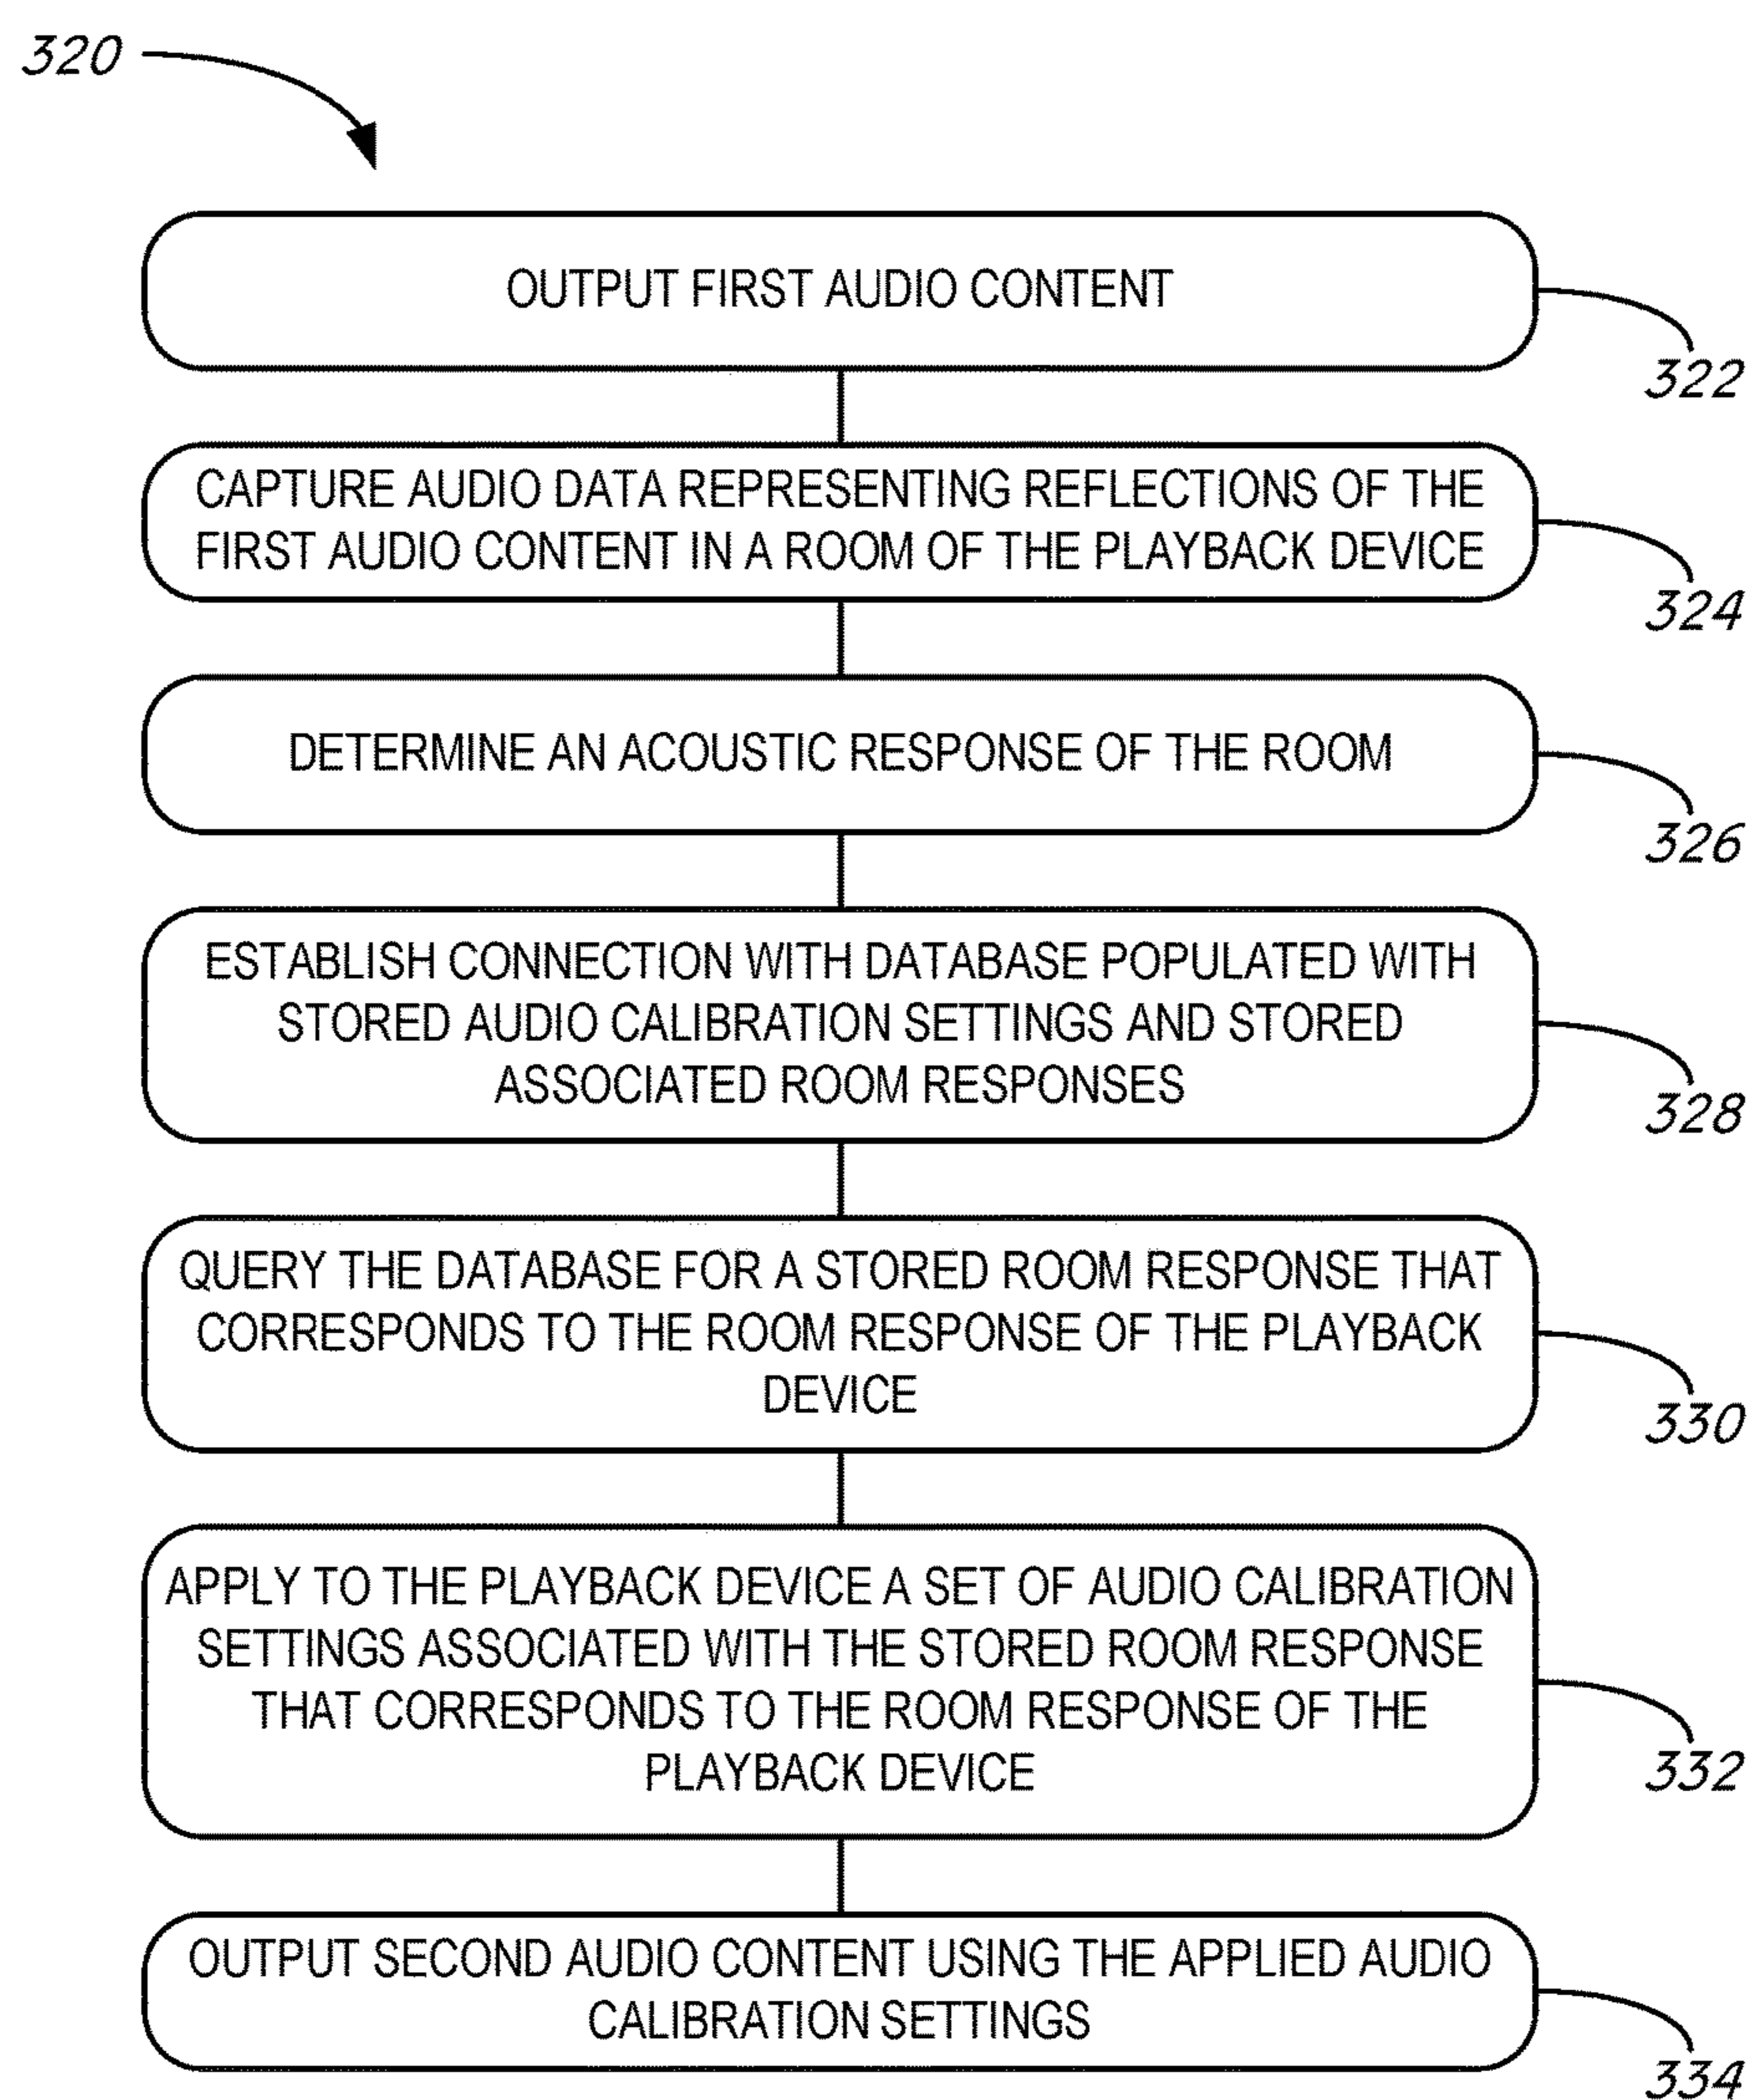 320
OUTPUT FIRST AUDIO CONTENT
322
CAPTURE AUDIO DATA REPRESENTING REFLECTIONS OF THE
FIRST AUDIO CONTENT IN A ROOM OF THE PLAYBACK DEVICE
324
DETERMINE AN ACOUSTIC RESPONSE OF THE ROOM
326
ESTABLISH CONNECTION WITH DATABASE POPULATED WITH
STORED AUDIO CALIBRATION SETTINGS AND STORED
ASSOCIATED ROOM RESPONSES
328
QUERY THE DATABASE FOR A STORED ROOM RESPONSE THAT
CORRESPONDS TO THE ROOM RESPONSE OF THE PLAYBACK
DEVICE
330
APPLY TO THE PLAYBACK DEVICE A SET OF AUDIO CALIBRATION
SETTINGS ASSOCIATED WITH THE STORED ROOM RESPONSE
THAT CORRESPONDS TO THE ROOM RESPONSE OF THE
PLAYBACK DEVICE
332
OUTPUT SECOND AUDIO CONTENT USING THE APPLIED AUDIO
CALIBRATION SETTINGS
334